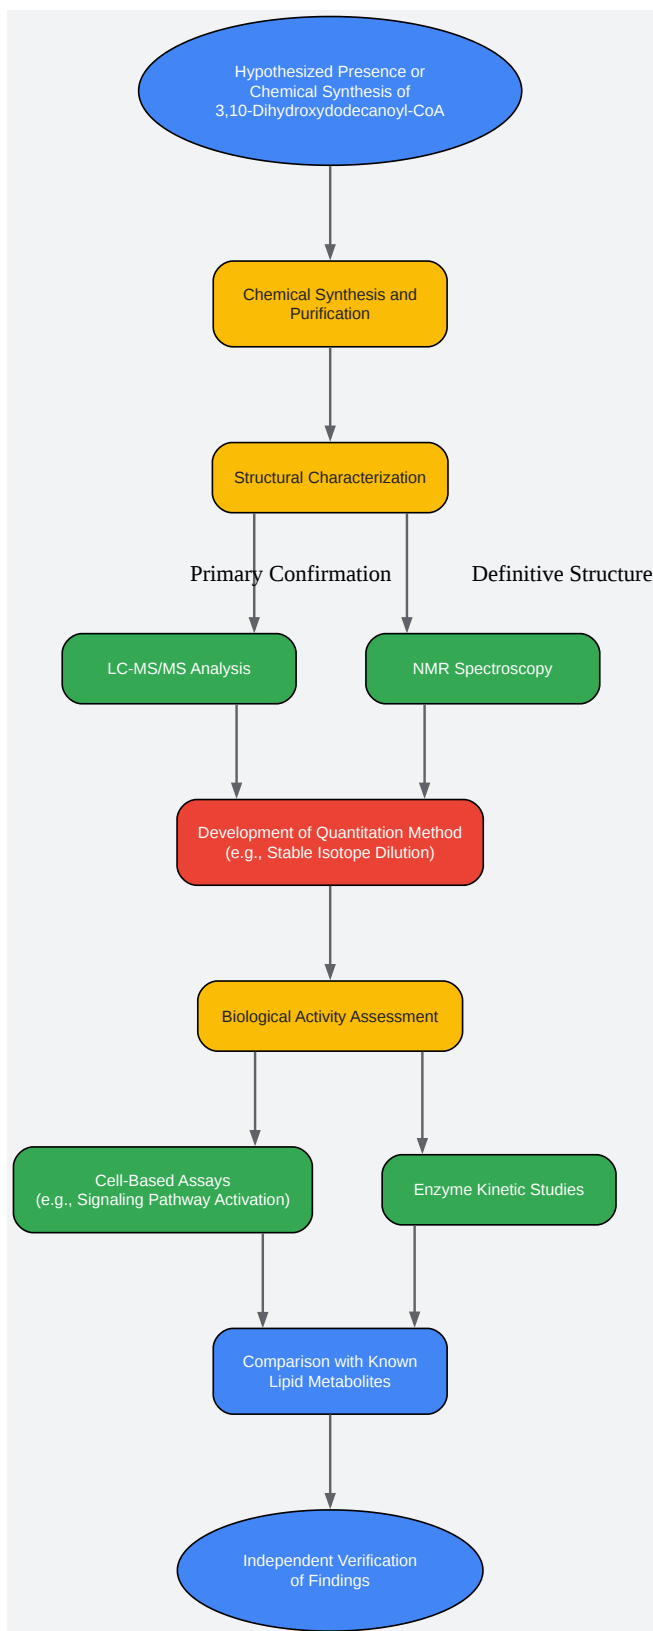 Hypothesized Presence or
Chemical Synthesis of
3,10-Dihydroxydodecanoyl-CoA
Chemical Synthesis and
Purification
Structural Characterization
Primary Confirmation
Definitive Structure
LC-MS/MS Analysis
NMR Spectroscopy
Development of Quantitation Method
(e.g., Stable Isotope Dilution)
Biological Activity Assessment
Cell-Based Assays
(e.g., Signaling Pathway Activation)
Enzyme Kinetic Studies
Comparison with Known
Lipid Metabolites
Independent Verification
of Findings